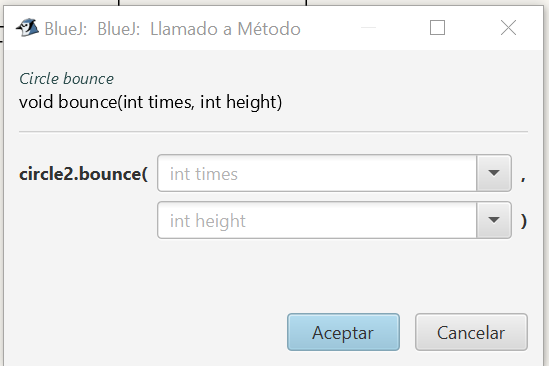 BlueJ:  BlueJ:  Llamado a Método
Circle bounce
void bounce(int times, int height)
circle2.bounce( int times ,
int height )
Aceptar Cancelar